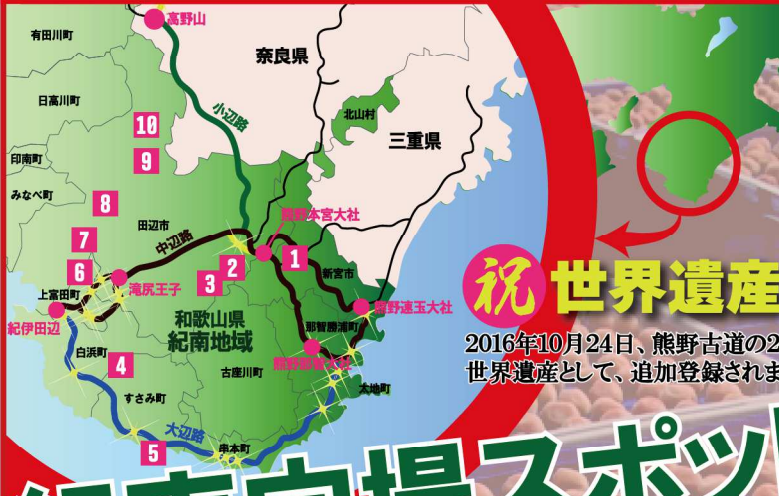 高野山
有田川町
奈良県
日高川町
小辺路
北山村
10
三重県
印南町
9
みなべ町
8
田辺市
熊野本宮大社
7
中辺路
1
2
新宮市
6
3
滝尻王子
上富田町
熊野速玉大社
紀伊田辺
和歌山県
紀南地域
那智勝浦町
白浜町
4
熊野那智大社
古座川町
太地町
すさみ町
大辺路
串本町
5
祝 世界遺産
2016年10月24日、熊野古道の2
世界遺産として、追加登録されま
スポッ